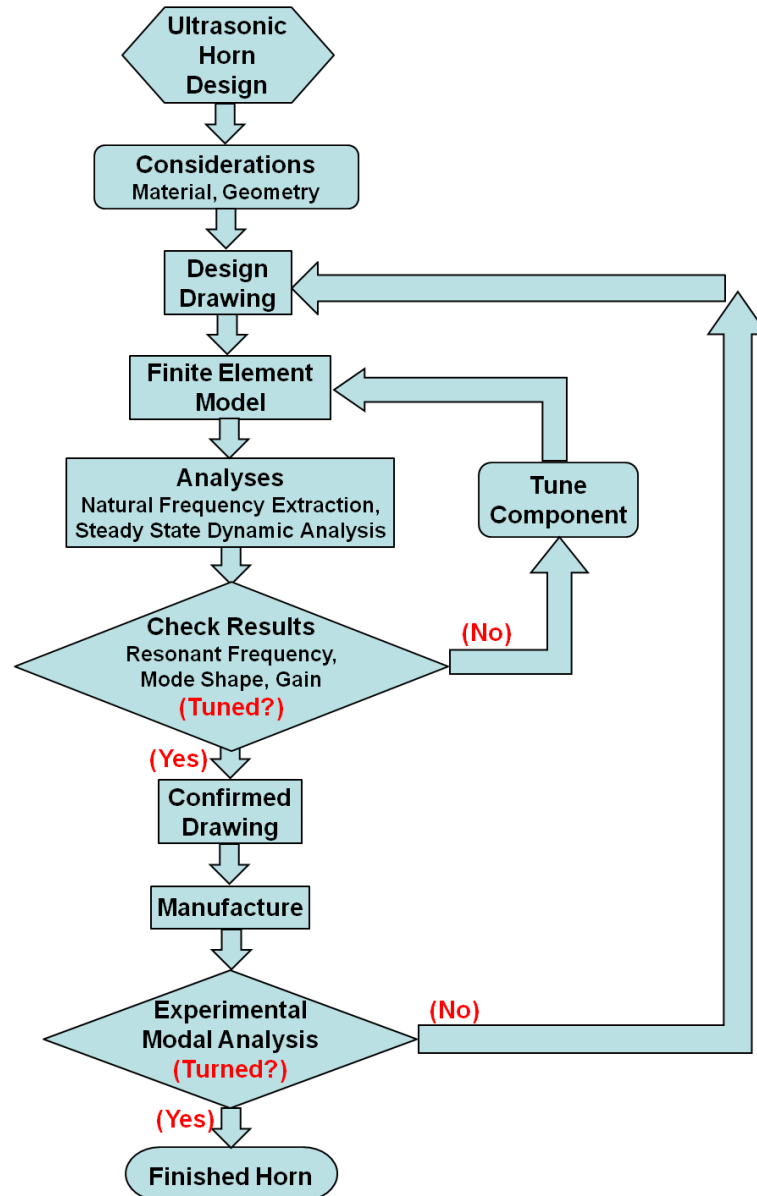 Ultrasonic
Horn
Design
Considerations
Material, Geometry
Design
Drawing
Finite Element
Model
Analyses
Natural Frequency Extraction,
Steady State Dynamic Analysis
Tune
Component
Check Results
Resonant Frequency,
Mode Shape, Gain
(Tuned?)
(No)
(Yes)
Confirmed
Drawing
Manufacture
Experimental
Modal Analysis
(Turned?)
(No)
(Yes)
Finished Horn